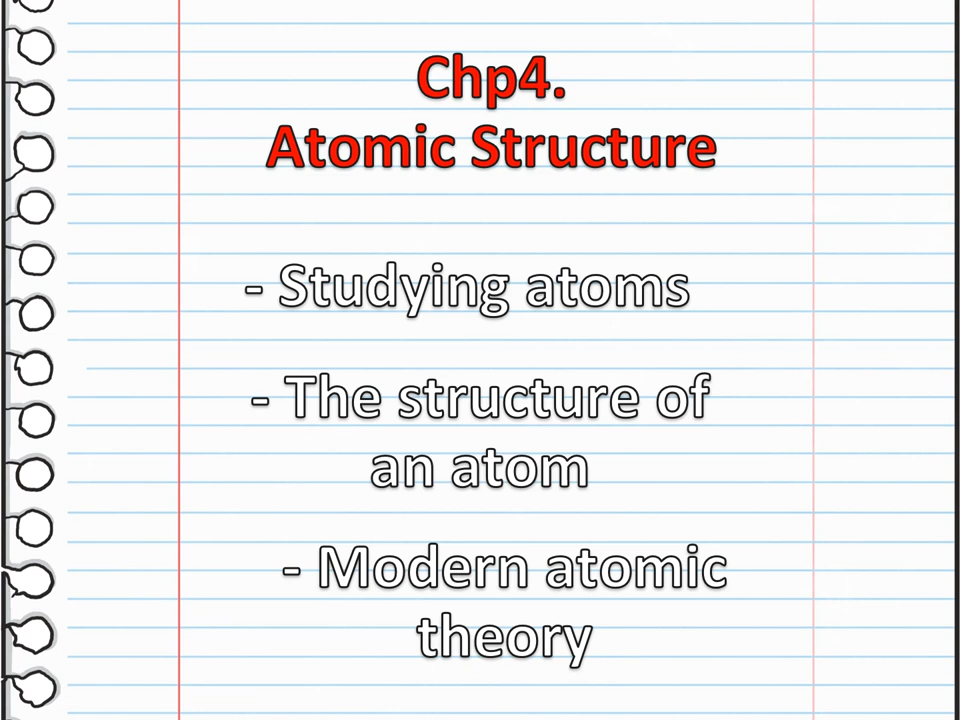 Chp4.
Atomic Structure
- Studying atoms
- The structure of
an atom
- Modern atomic
theory